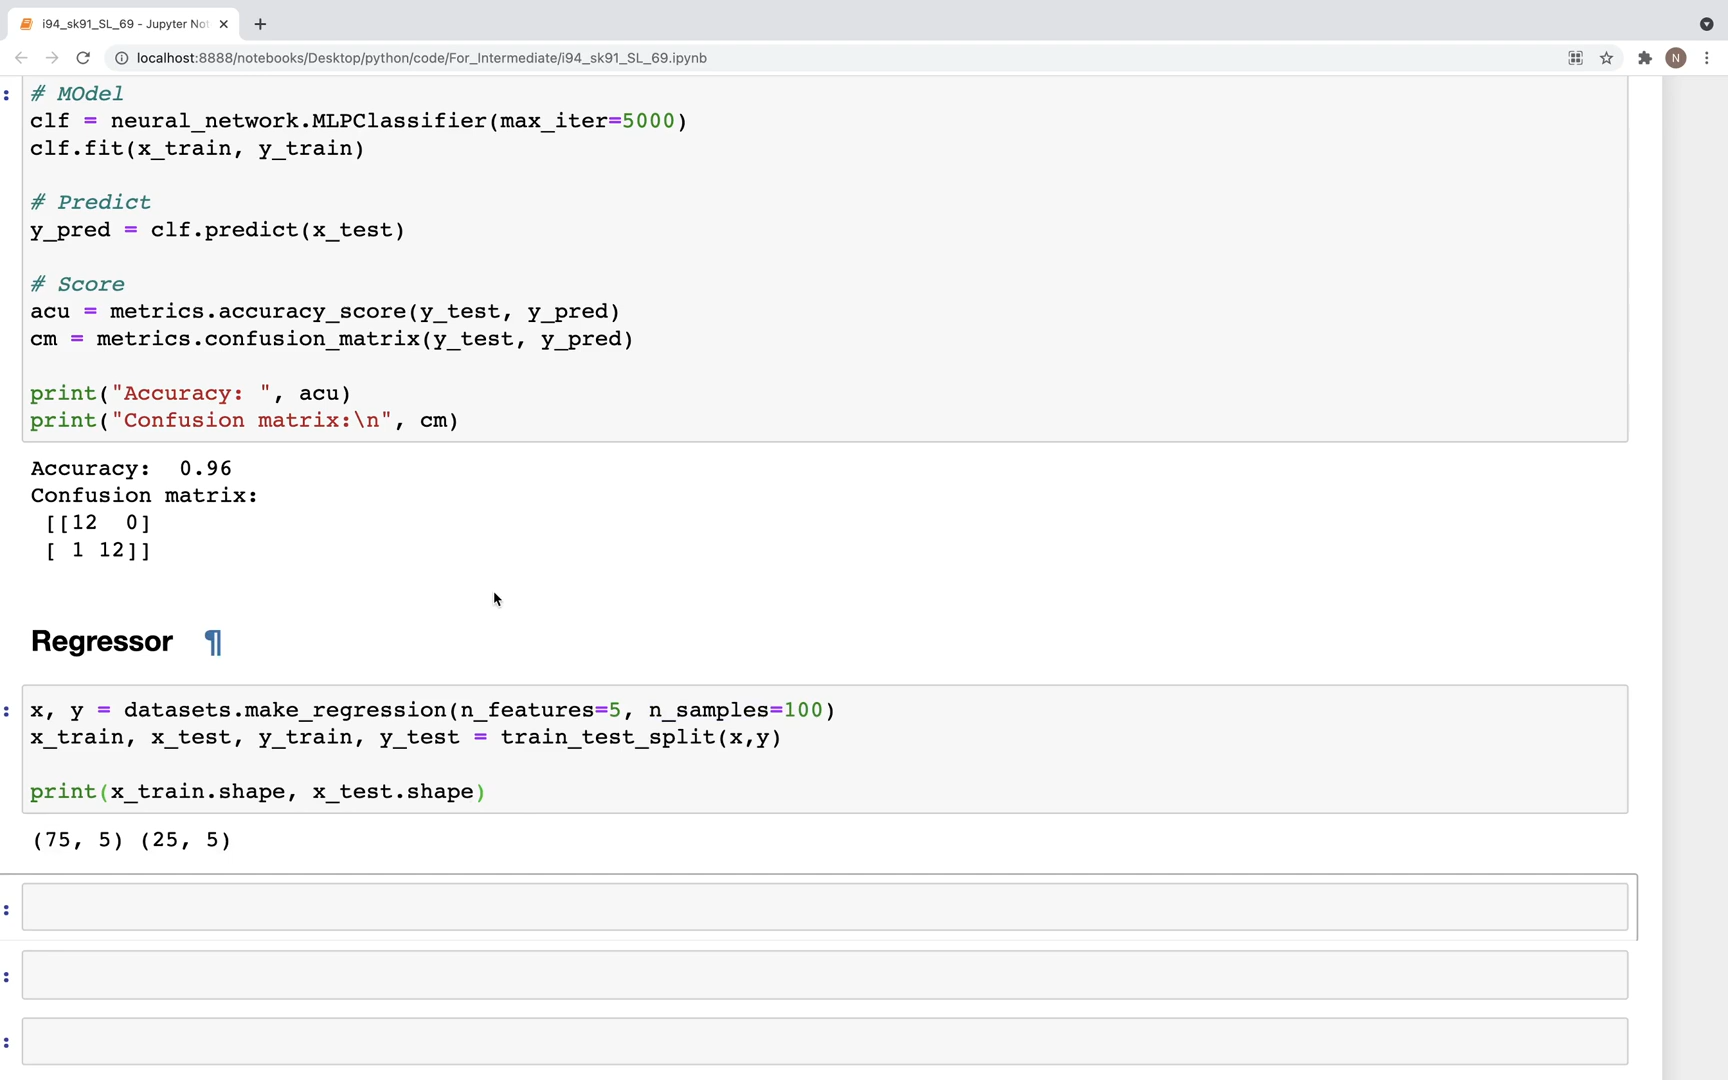 i94_sk91_SL_69 - Jupyter Not
localhost:8888/notebooks/Desktop/python/code/For_Intermediate/i94_sk91_SL_69.ipynb
N
# MOdel
clf = neural_network.MLPClassifier(max_iter=5000)
clf.fit(x_train, y_train)
# Predict
y_pred = clf.predict(x_test)
# Score
acu = metrics.accuracy_score(y_test, y_pred)
cm = metrics.confusion_matrix(y_test, y_pred)
print("Accuracy: ", acu)
print("Confusion matrix:\n", cm)
Accuracy:  0.96
Confusion matrix:
[[12  0]
[ 1 12]]
Regressor ¶
x, y = datasets.make_regression(n_features=5, n_samples=100)
x_train, x_test, y_train, y_test = train_test_split(x,y)
print(x_train.shape, x_test.shape)
(75, 5) (25, 5)